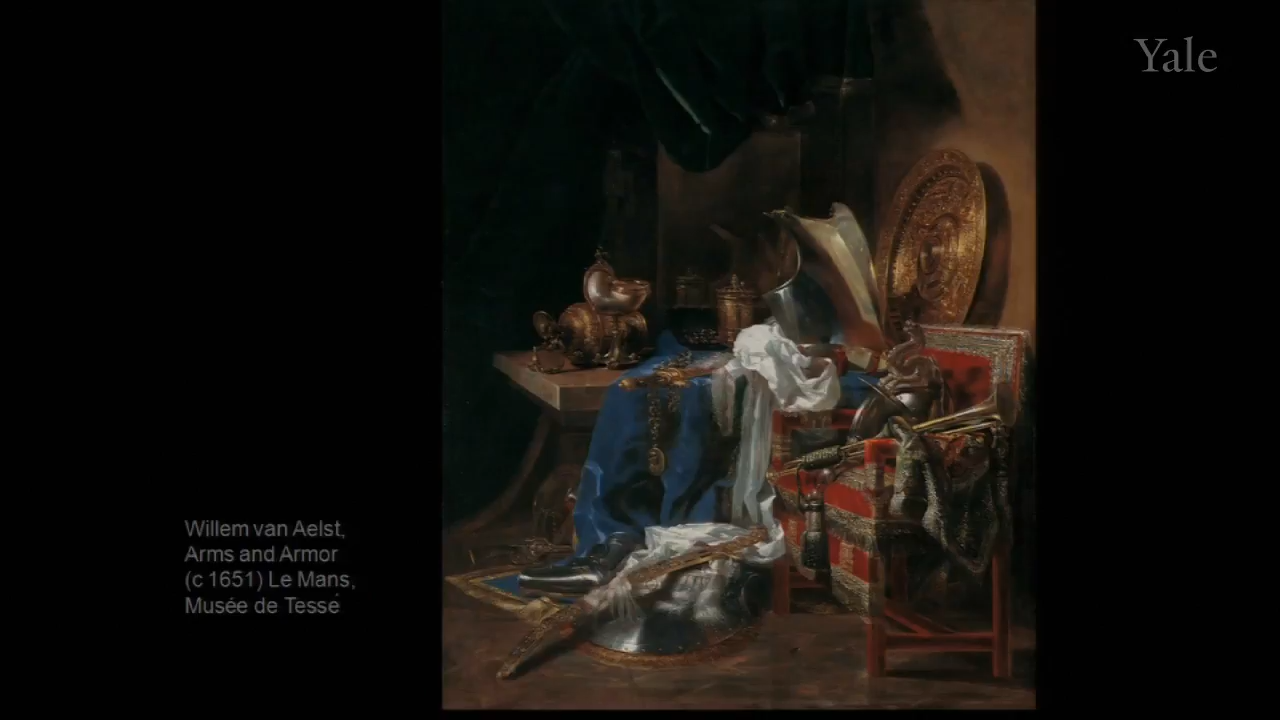 Yale
Willem van Aelst,
Arms and Armor
(c 1651) Le Mans,
Musée de Tessé